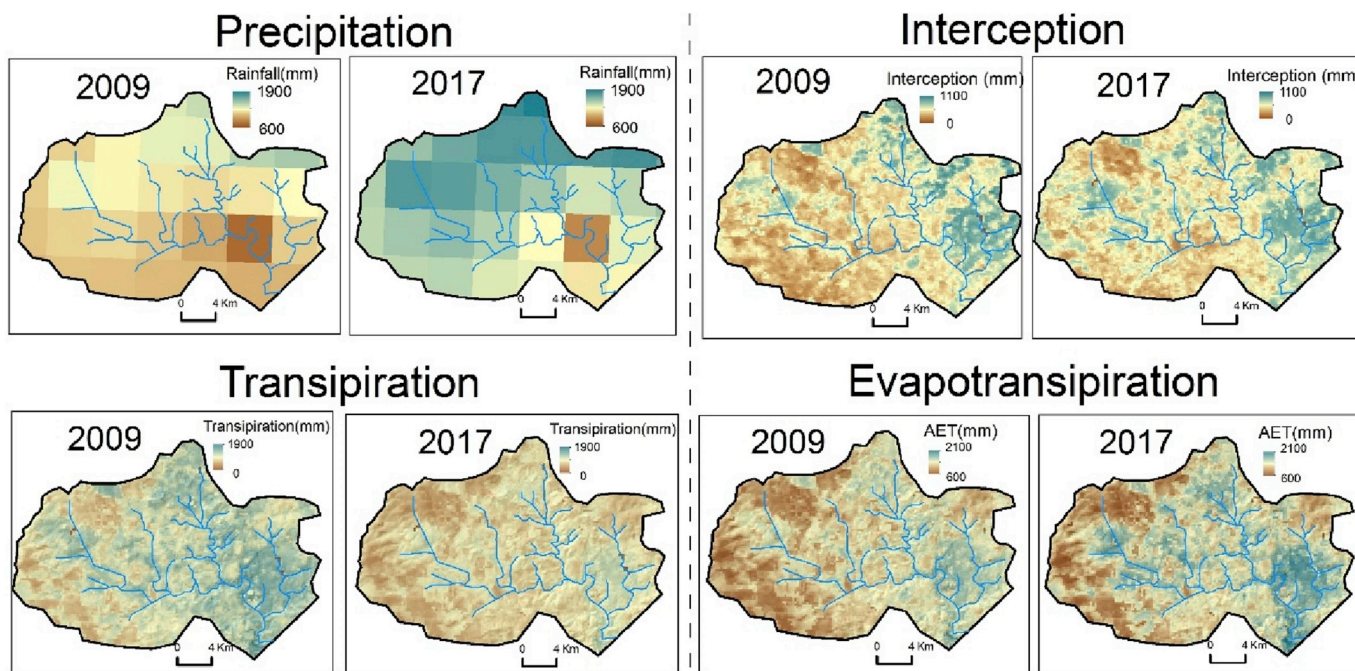 Precipitation
Interception
2009
Rainfall(mm)
1900
600
0 4 Km
2017
Rainfall(mm)
1900
600
0 4 Km
2009
Interception (mm)
1100
0
0 4 Km
2017
Interception (mm
1100
0
0 4 Km
Transipiration
Evapotransipiration
2009
Transipiration(mm)
1900
0
0 4 Km
2017
Transipiration(mm)
1900
0
0 4 Km
2009
AET(mm)
2100
600
0 4 Km
2017
AET(mm)
2100
600
0 4 Km